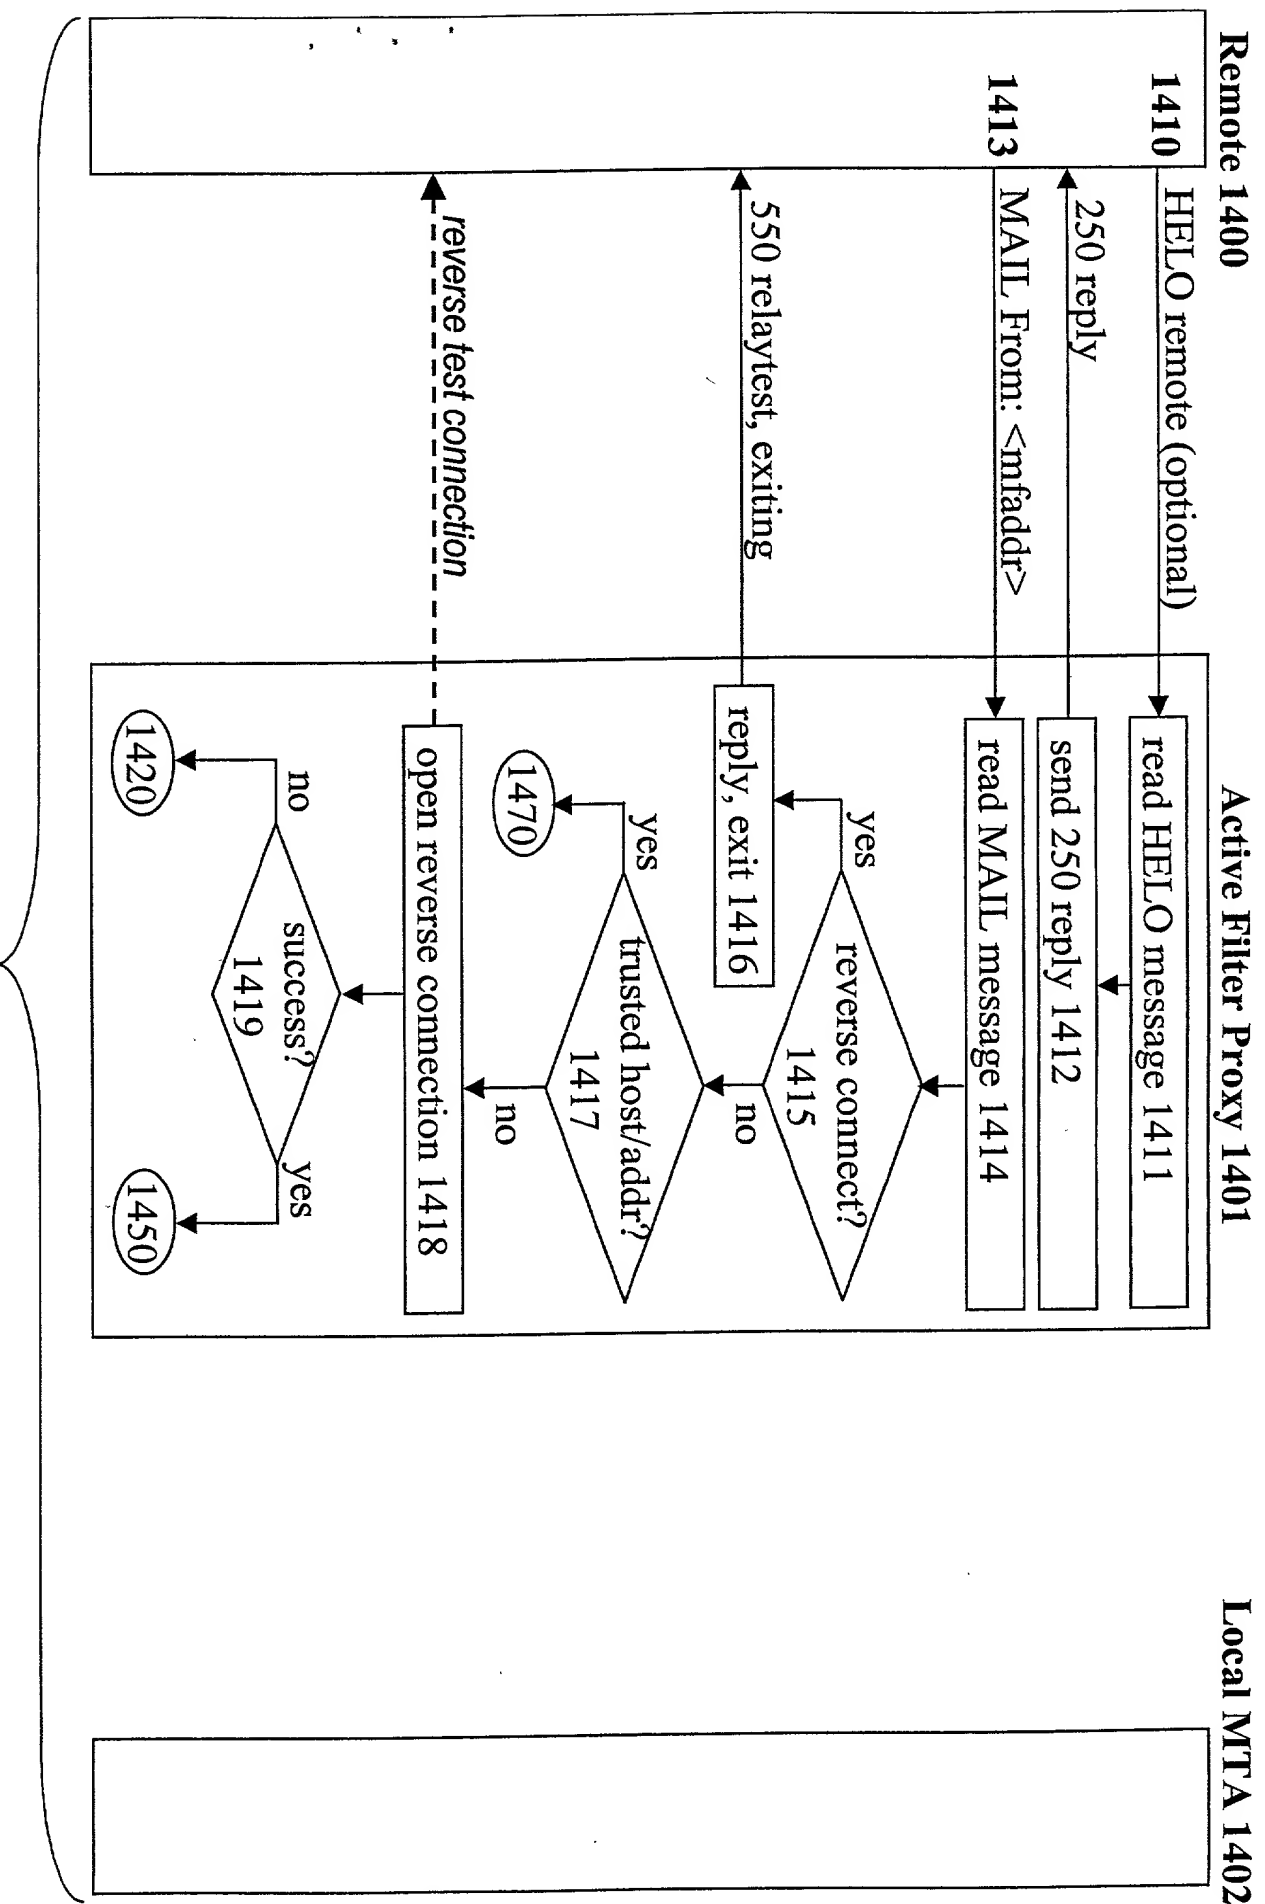 Remote 1400
Active Filter Proxy 1401
Local MTA 1402
1410
HELO remote (optional)
read HELO message 1411
250 reply
send 250 reply 1412
1413
MAIL From: <mfaddr>
read MAIL message 1414
yes
reverse connect?
1415
no
550 relaytest, exiting
reply, exit 1416
yes
trusted host/addr?
1417
no
1470
reverse test connection
open reverse connection 1418
no
success?
1419
yes
1420
1450